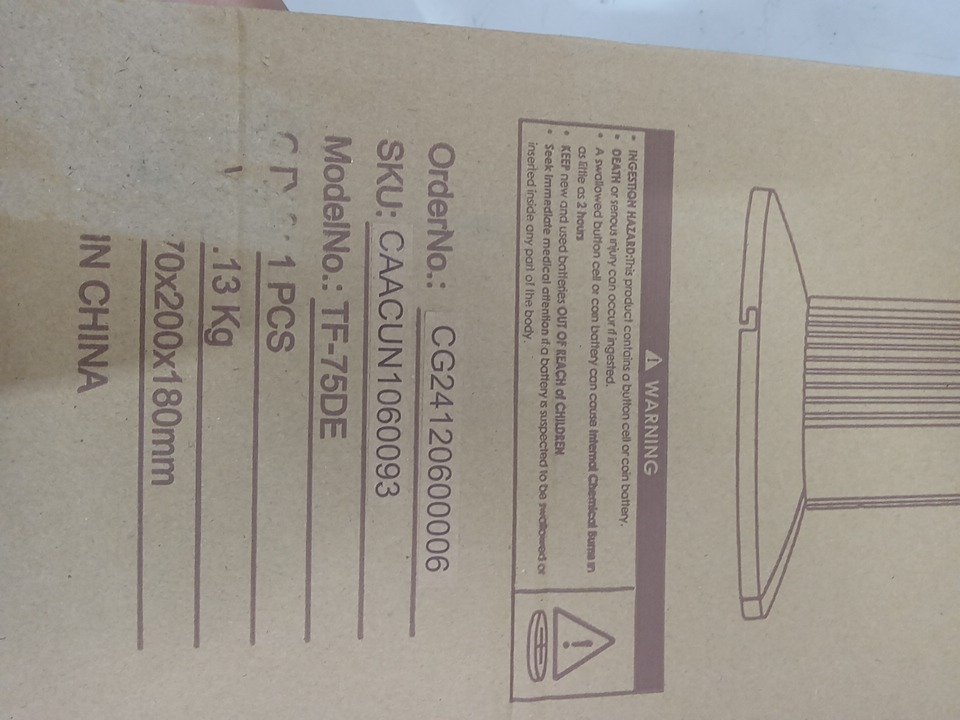 WARNING
• INGESTION HAZARD:This product contains a button cell or coin battery.
• DEATH or serious injury can occur if ingested.
• A swallowed button cell or coin battery can cause Internal Chemical Burns in
as little as 2 hours
• KEEP new and used batteries OUT OF REACH of CHILDREN
• Seek immediate medical attention if a battery is suspected to be swallowed or
inserted inside any part of the body.
OrderNo.: CG2412060006
SKU: CAACUN1060093
ModelNo.: TF-75DE
1 PCS
.13 Kg
70x200x180mm
IN CHINA